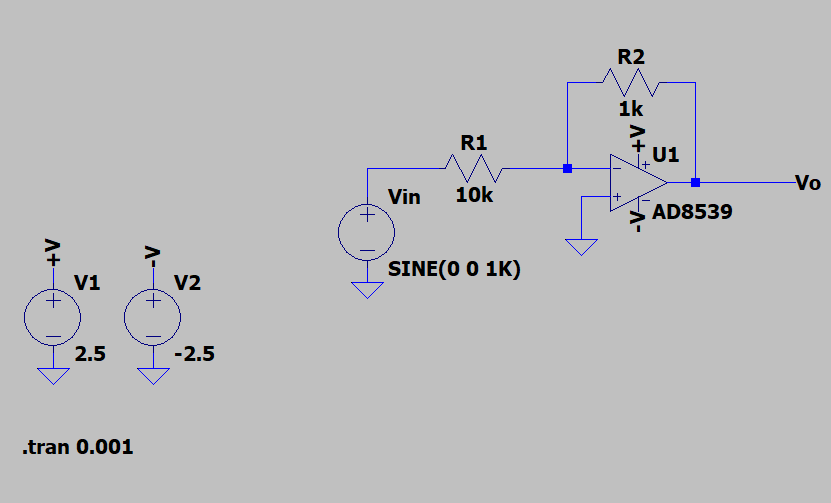 R2
1k
+V
U1
R1
10k
Vin
Vo
AD8539
-V
SINE(0 0 1K)
+V
-V
V1
V2
2.5
-2.5
.tran 0.001